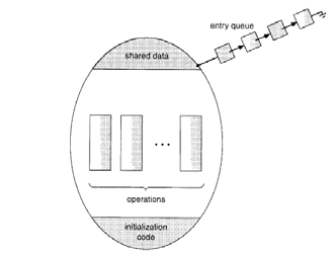 entry queue
shared data
...
operations
initialization
code